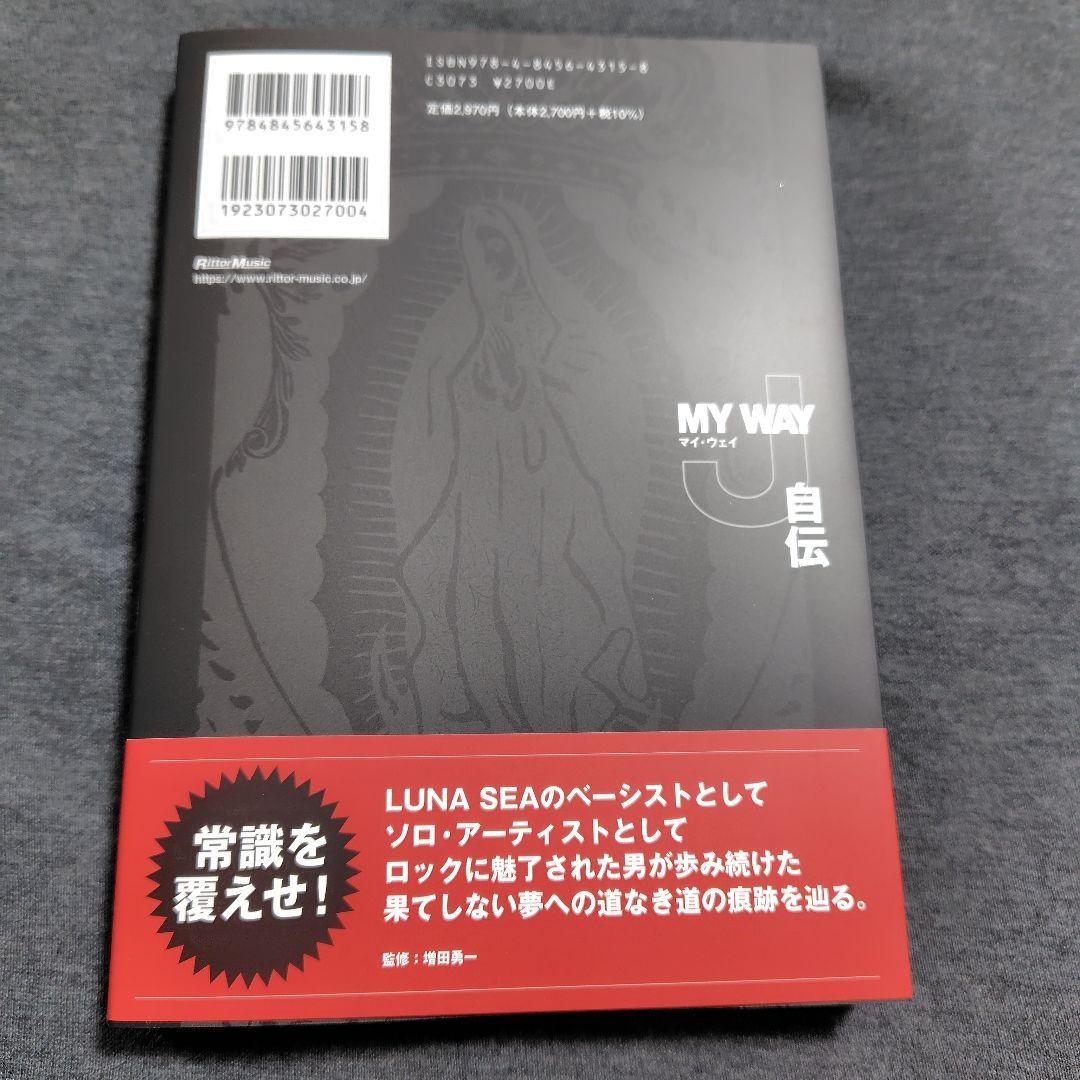 ISBN978-4-8456-4315-8
C3073 ¥2700E
定価2,970円（本体2,700円＋税10%）
9784845643158
1923073027004
RittorMusic
https://www.rittor-music.co.jp/
J
MY WAY
マイ・ウェイ
自伝
常識を
覆えせ！
LUNA SEAのベーシストとして
ソロ・アーティストとして
ロックに魅了された男が歩み続けた
果てしない夢への道なき道の痕跡を辿る。
監修：増田勇一